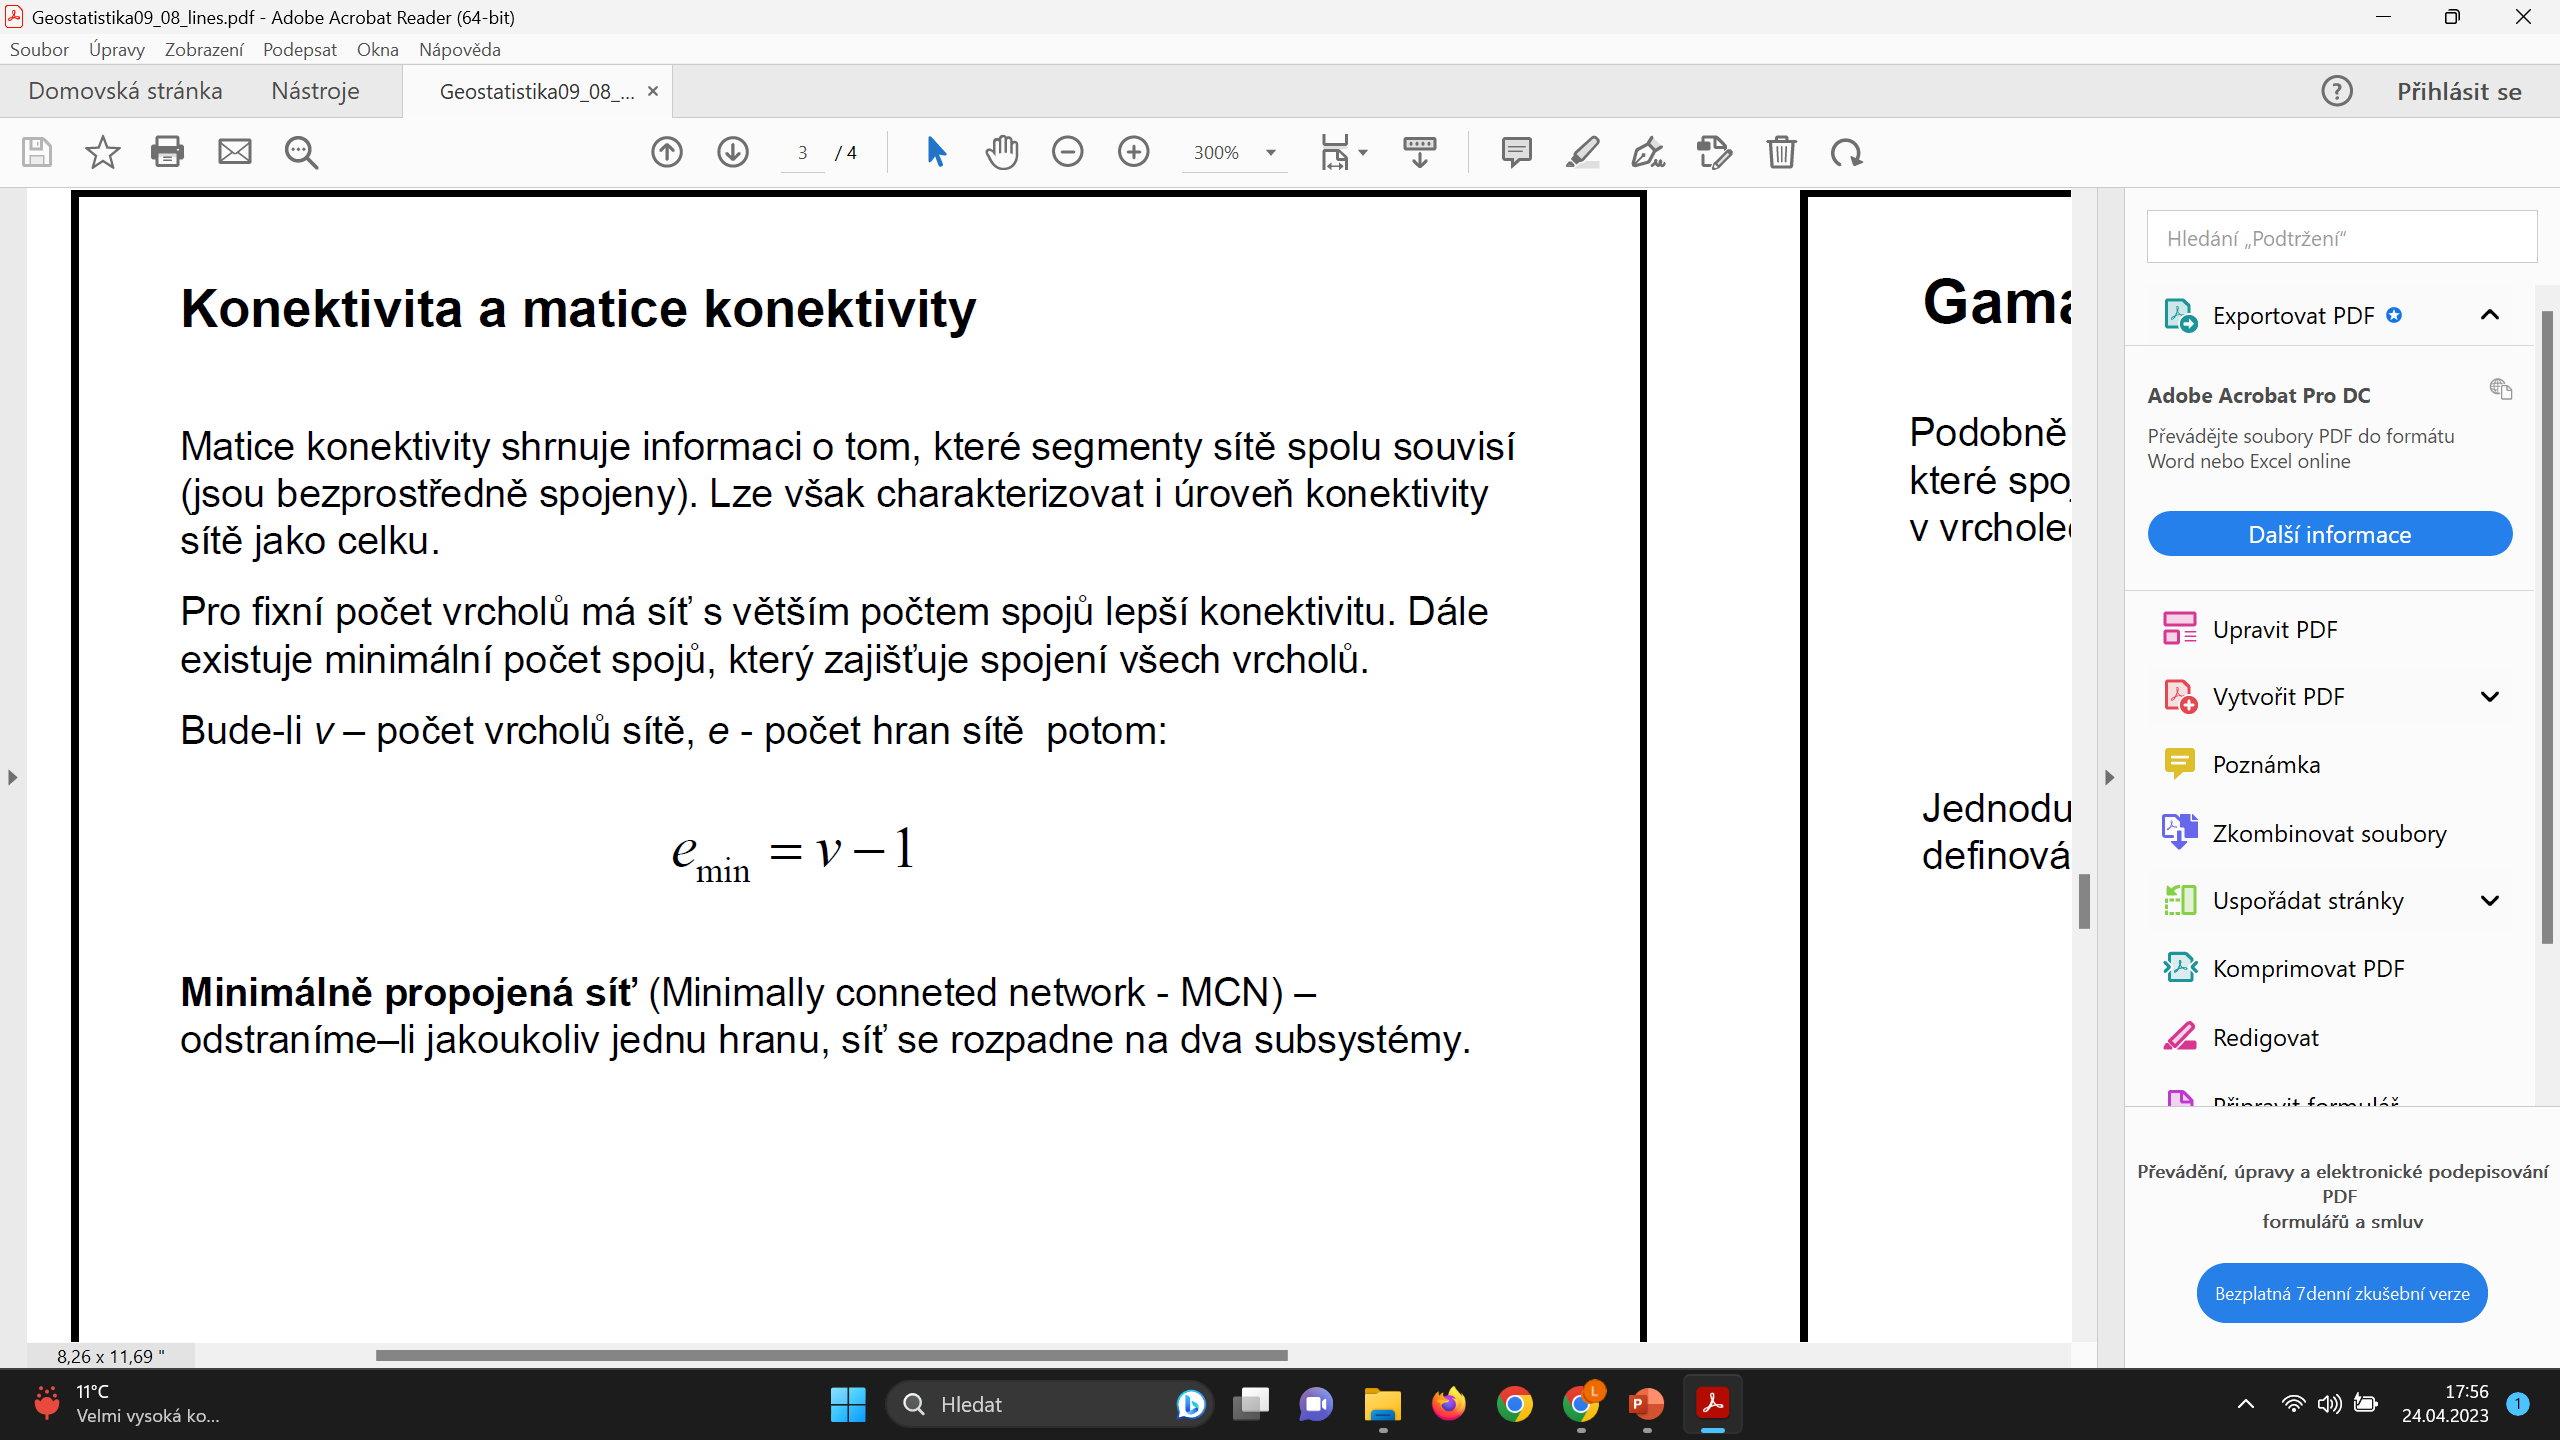 Geostatistika09_08_lines.pdf - Adobe Acrobat Reader (64-bit)
Soubor Úpravy Zobrazení Podepsat Okna Nápověda
Domovská stránka Nástroje Geostatistika09_08_... × Přihlásit se
3 / 4 300%
Konektivita a matice konektivity
Matice konektivity shrnuje informaci o tom, které segmenty sítě spolu souvisí
(jsou bezprostředně spojeny). Lze však charakterizovat i úroveň konektivity
sítě jako celku.
Pro fixní počet vrcholů má síť s větším počtem spojů lepší konektivitu. Dále
existuje minimální počet spojů, který zajišťuje spojení všech vrcholů.
Bude-li v – počet vrcholů sítě, e - počet hran sítě potom:
e_min = v – 1
Minimálně propojená síť (Minimally conneted network - MCN) –
odstraníme–li jakoukoliv jednu hranu, síť se rozpadne na dva subsystémy.
Gama
Podobně
které spoj
v vrcholec
Jednodu
definová
Hledání „Podtržení“
Exportovat PDF
Adobe Acrobat Pro DC
Převádějte soubory PDF do formátu
Word nebo Excel online
Další informace
Upravit PDF
Vytvořit PDF
Poznámka
Zkombinovat soubory
Uspořádat stránky
Komprimovat PDF
Redigovat
Připravit formulář
Převádění, úpravy a elektronické podepisování
PDF
formulářů a smluv
Bezplatná 7denní zkušební verze
8,26 x 11,69 "
11°C
Velmi vysoká ko...
Hledat
L
P
17:56
24.04.2023
1